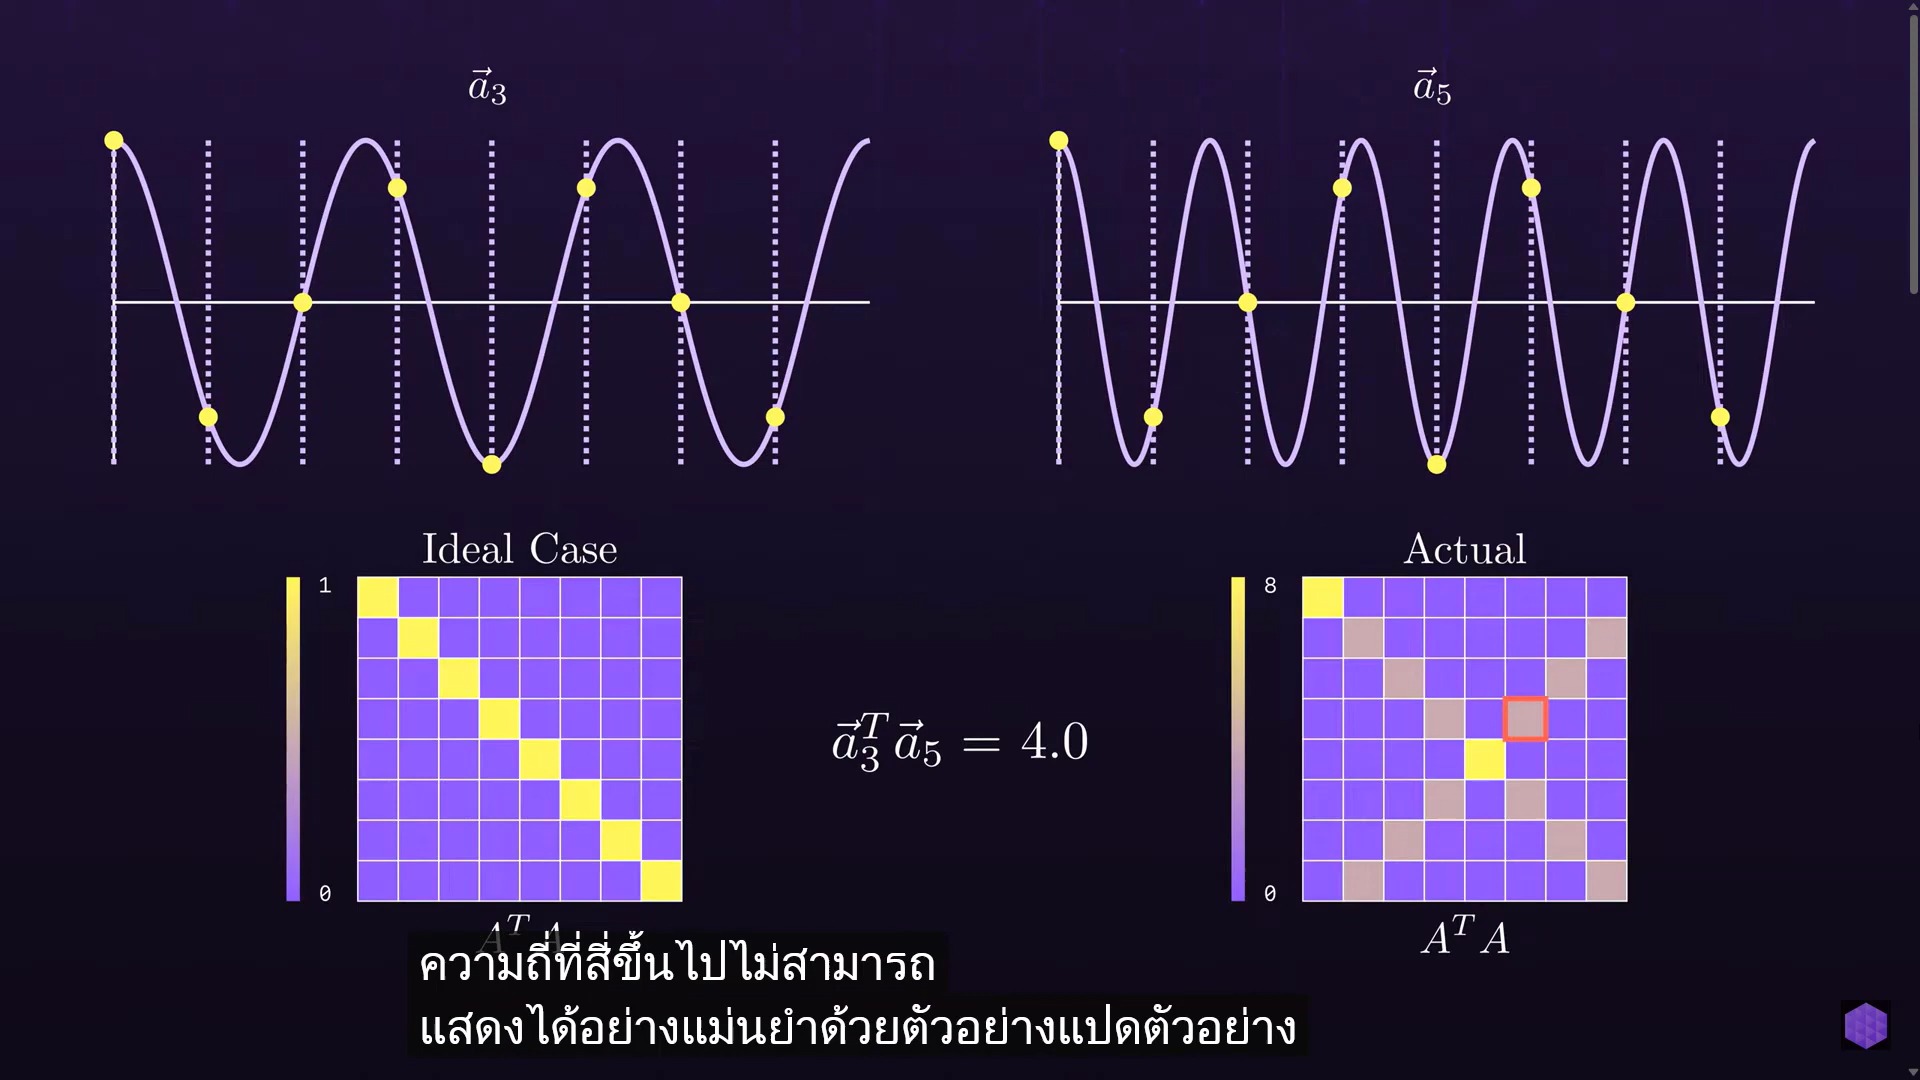 a⃗₃
a⃗₅
Ideal Case
Actual
1
0
8
0
a⃗₃ᵀa⃗₅ = 4.0
AᵀA
AᵀA
ความถี่ที่สี่ขึ้นไปไม่สามารถ
แสดงได้อย่างแม่นยำด้วยตัวอย่างแปดตัวอย่าง